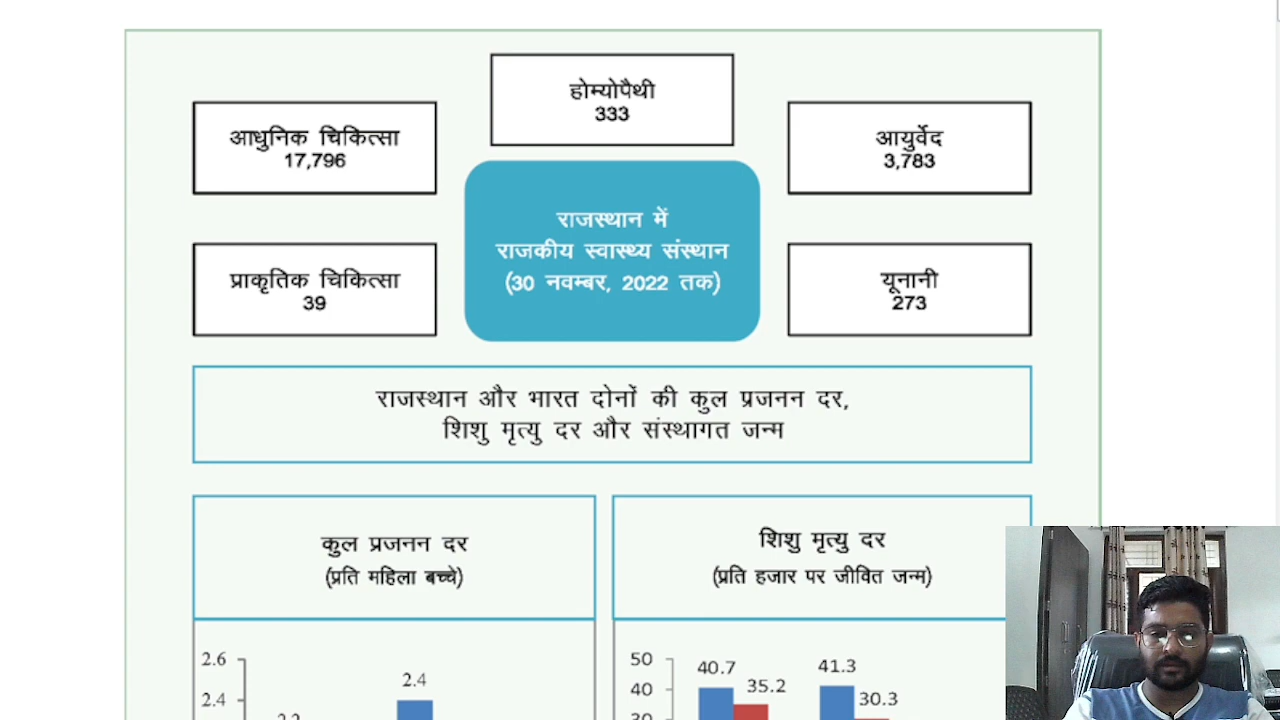 होम्योपैथी
333
आधुनिक चिकित्सा
17,796
आयुर्वेद
3,783
राजस्थान में
राजकीय स्वास्थ्य संस्थान
(30 नवम्बर, 2022 तक)
प्राकृतिक चिकित्सा
39
यूनानी
273
राजस्थान और भारत दोनों की कुल प्रजनन दर,
शिशु मृत्यु दर और संस्थागत जन्म
कुल प्रजनन दर
(प्रति महिला बच्चे)
शिशु मृत्यु दर
(प्रति हजार पर जीवित जन्म)
2.6
2.4
2.4
50
40
40.7
35.2
41.3
30.3